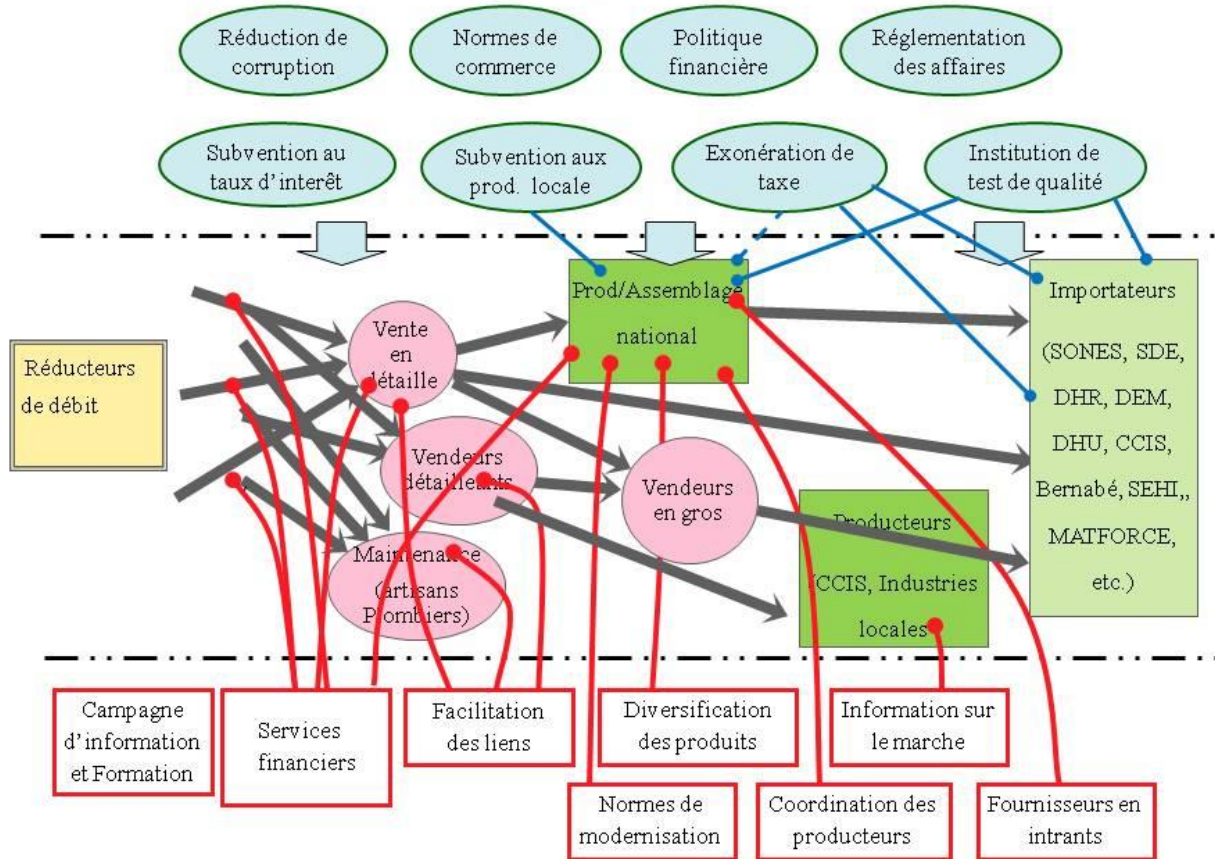 Réduction de
corruption
Normes de
commerce
Politique
financière
Réglementation
des affaires
Subvention au
taux d'interêt
Subvention aux
prod. locale
Exonération de
taxe
Institution de
test de qualité
Réducteurs
de débit
Vente
en
détaille
Prod/Assemblage
national
Importateurs
(SONES, SDE,
DHR, DEM,
DHU, CCIS,
Bernabé, SEHI,,
MATFORCE,
etc.)
Vendeurs
détailleants
Vendeurs
en gros
Maintenance
(artisans
Plombiers)
Producteurs
(CCIS, Industries
locales
Campagne
d'information
et Formation
Services
financiers
Facilitation
des liens
Diversification
des produits
Information sur
le marche
Normes de
modernisation
Coordination des
producteurs
Fournisseurs en
intrants